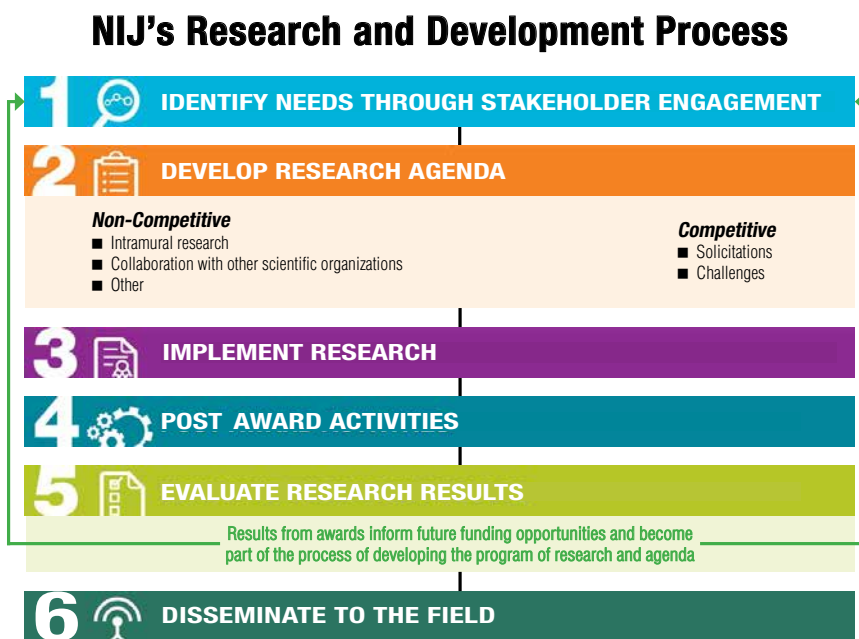 NIJ's Research and Development Process
1 IDENTIFY NEEDS THROUGH STAKEHOLDER ENGAGEMENT
2 DEVELOP RESEARCH AGENDA
Non-Competitive
■ Intramural research
■ Collaboration with other scientific organizations
■ Other
Competitive
■ Solicitations
■ Challenges
3 IMPLEMENT RESEARCH
4 POST AWARD ACTIVITIES
5 EVALUATE RESEARCH RESULTS
Results from awards inform future funding opportunities and become
part of the process of developing the program of research and agenda
6 DISSEMINATE TO THE FIELD